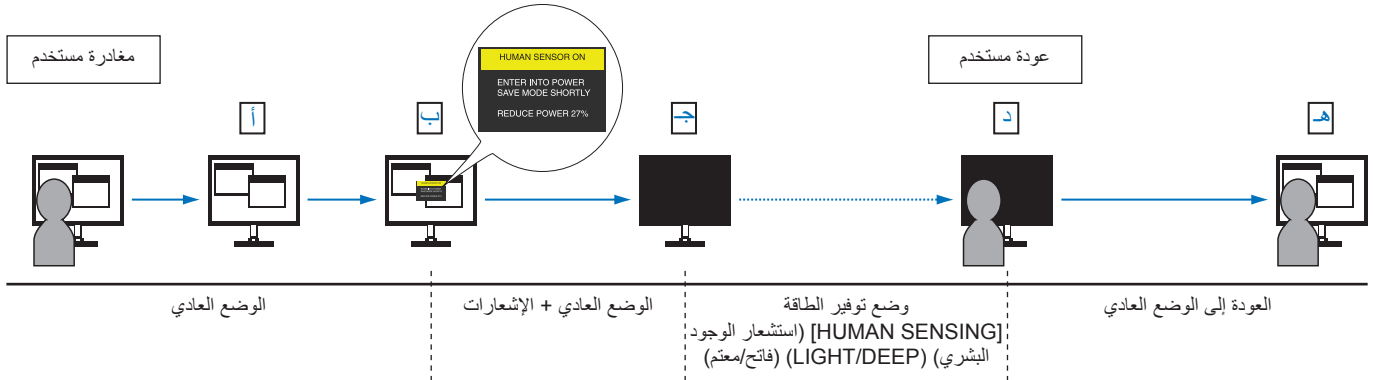 مغادرة مستخدم
HUMAN SENSOR ON
ENTER INTO POWER
SAVE MODE SHORTLY
REDUCE POWER 27%
عودة مستخدم
أ
ب
جـ
د
هـ
الوضع العادي
الوضع العادي + الإشعارات
وضع توفير الطاقة
[HUMAN SENSING] (استشعار الوجود
البشري) (LIGHT/DEEP) (فاتح/معتم)
العودة إلى الوضع العادي